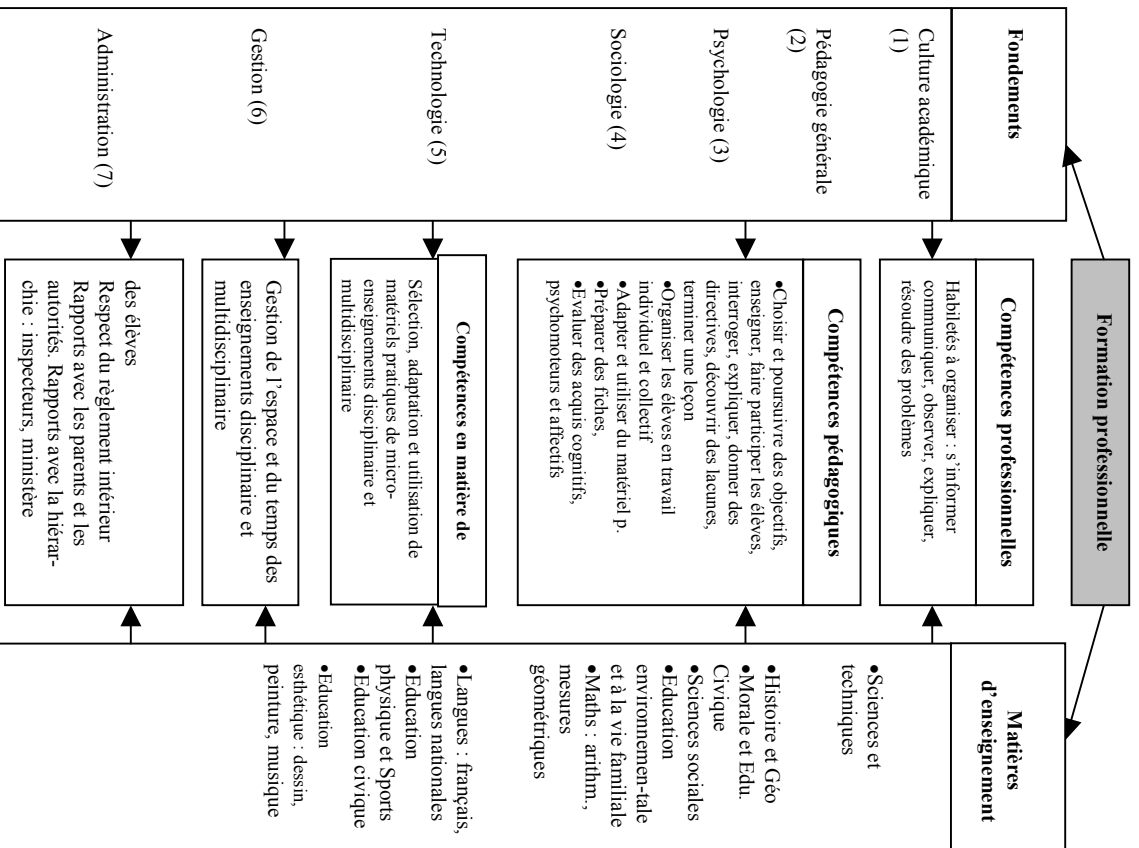 Formation professionnelle
Fondements
Culture académique
(1)
Pédagogie générale
(2)
Psychologie (3)
Sociologie (4)
Technologie (5)
Gestion (6)
Administration (7)
Compétences professionnelles
Habiletés à organiser : s'informer
communiquer, observer, expliquer,
résoudre des problèmes
Compétences pédagogiques
•Choisir et poursuivre des objectifs,
enseigner, faire participer les élèves,
interroger, expliquer, donner des
directives, découvrir des lacunes,
terminer une leçon
•Organiser les élèves en travail
individuel et collectif
•Adapter et utiliser du matériel p.
•Préparer des fiches,
•Evaluer des acquis cognitifs,
psychomoteurs et affectifs
Compétences en matière de
Sélection, adaptation et utilisation de
matériels pratiques de micro-
enseignements disciplinaire et
multidisciplinaire
Gestion de l'espace et du temps des
enseignements disciplinaire et
multidisciplinaire
des élèves
Respect du règlement intérieur
Rapports avec les parents et les
autorités. Rapports avec la hiérar-
chie : inspecteurs, ministère
Matières
d'enseignement
•Sciences et
techniques
•Histoire et Géo
•Morale et Edu.
Civique
•Sciences sociales
•Education
environnemen-tale
et à la vie familiale
•Maths : arithm.,
mesures
géométriques
•Langues : français,
langues nationales
•Education
physique et Sports
•Education civique
•Education
esthétique : dessin,
peinture, musique